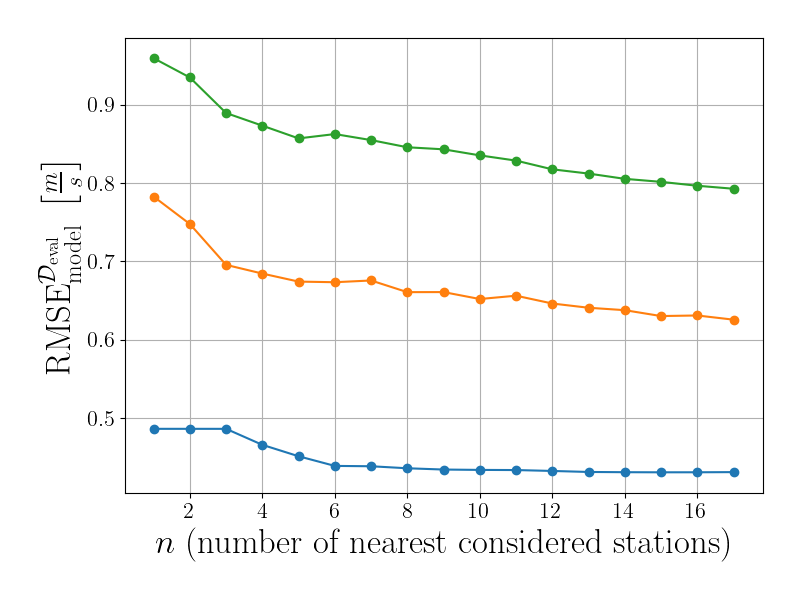 0.9
0.8
0.7
0.6
0.5
2 4 6 8 10 12 14 16
n (number of nearest considered stations)
RMSE^{𝒟_eval}_{model} [m/s]